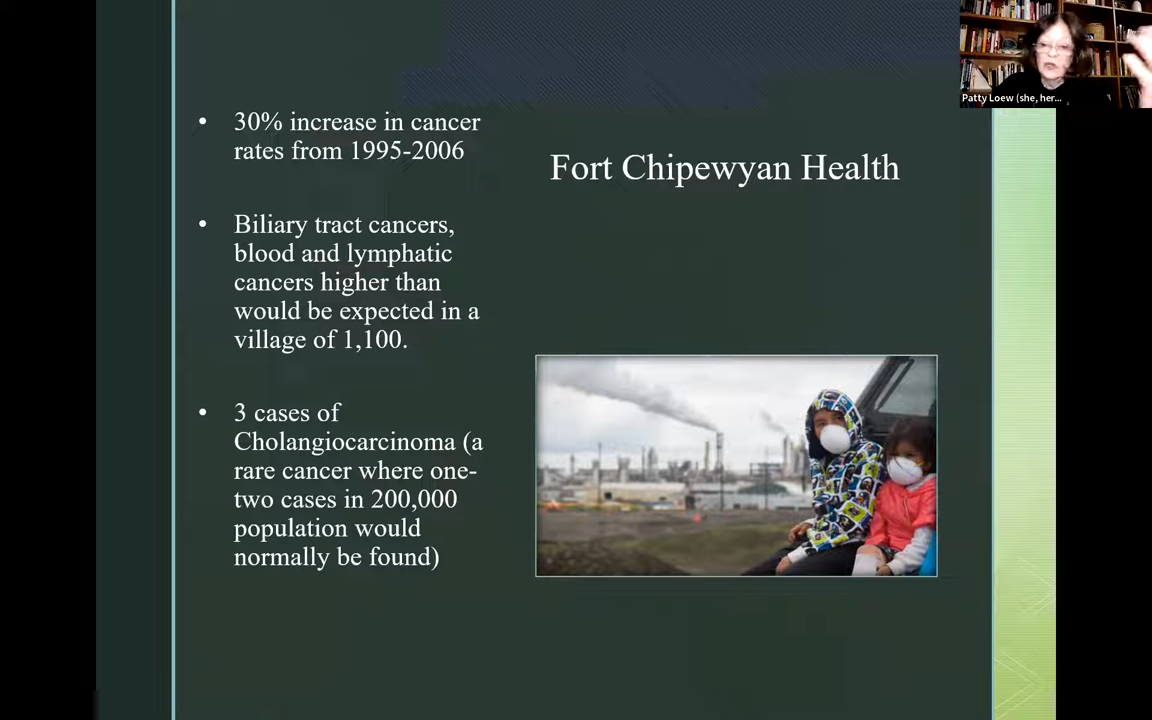 • 30% increase in cancer
rates from 1995-2006
• Biliary tract cancers,
blood and lymphatic
cancers higher than
would be expected in a
village of 1,100.
• 3 cases of
Cholangiocarcinoma (a
rare cancer where one-
two cases in 200,000
population would
normally be found)
Fort Chipewyan Health
Patty Loew (she, her...